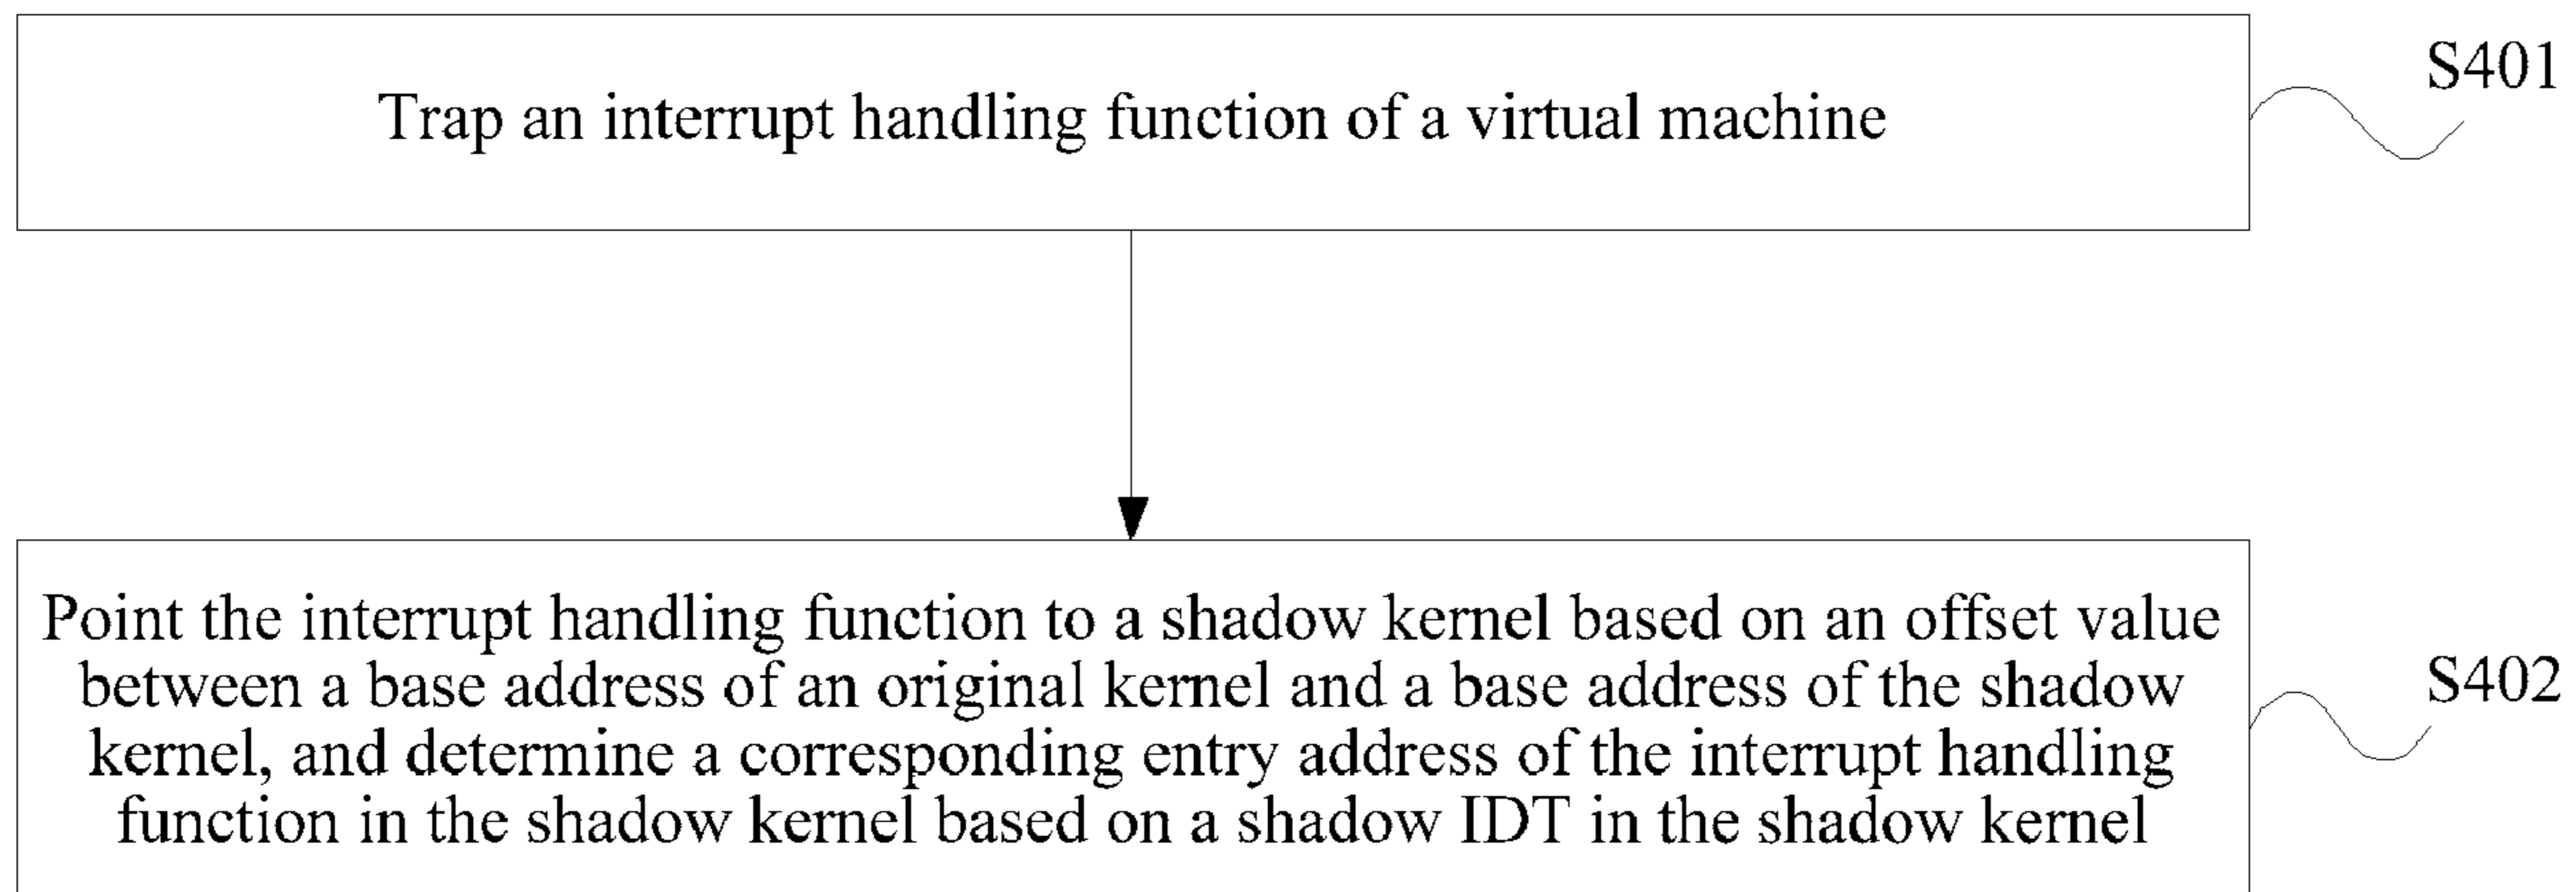 Trap an interrupt handling function of a virtual machine
S401
Point the interrupt handling function to a shadow kernel based on an offset value
between a base address of an original kernel and a base address of the shadow
kernel, and determine a corresponding entry address of the interrupt handling
function in the shadow kernel based on a shadow IDT in the shadow kernel
S402